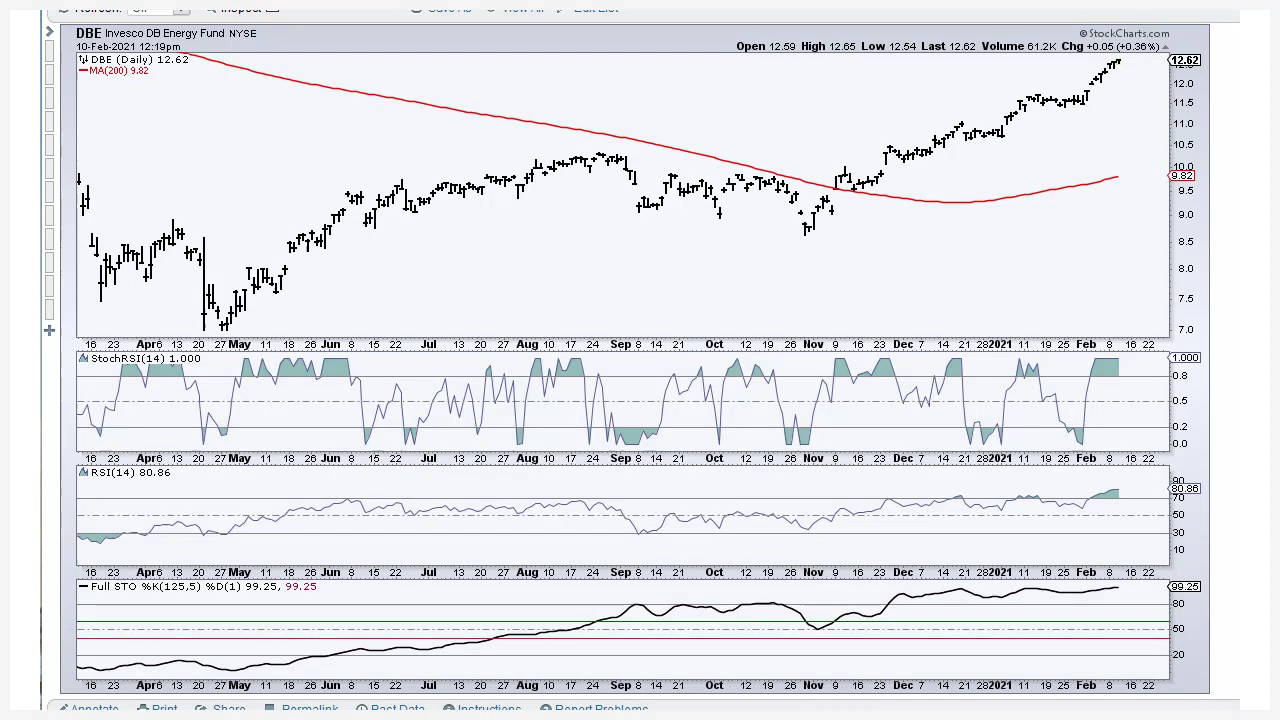 DBE Invesco DB Energy Fund NYSE © StockCharts.com
10-Feb-2021 12:19pm Open 12.59 High 12.65 Low 12.54 Last 12.62 Volume 61.2K Chg +0.05 (+0.36%)
DBE (Daily) 12.62
MA(200) 9.82
12.62
12.0
11.5
11.0
10.5
10.0
9.82
9.5
9.0
8.5
8.0
7.5
7.0
16 23 Apr6 13 20 27 May 11 18 26 Jun 8 15 22 Jul 13 20 27 Aug 10 17 24 Sep 8 14 21 Oct 12 19 26 Nov 9 16 23 Dec 7 14 21 28 2021 11 19 25 Feb 8 16 22
StochRSI(14) 1.000
1.000
0.8
0.5
0.2
0.0
16 23 Apr6 13 20 27 May 11 18 26 Jun 8 15 22 Jul 13 20 27 Aug 10 17 24 Sep 8 14 21 Oct 12 19 26 Nov 9 16 23 Dec 7 14 21 28 2021 11 19 25 Feb 8 16 22
RSI(14) 80.86
90
80.86
70
50
30
10
16 23 Apr6 13 20 27 May 11 18 26 Jun 8 15 22 Jul 13 20 27 Aug 10 17 24 Sep 8 14 21 Oct 12 19 26 Nov 9 16 23 Dec 7 14 21 28 2021 11 19 25 Feb 8 16 22
Full STO %K(125,5) %D(1) 99.25, 99.25
99.25
80
50
20
16 23 Apr6 13 20 27 May 11 18 26 Jun 8 15 22 Jul 13 20 27 Aug 10 17 24 Sep 8 14 21 Oct 12 19 26 Nov 9 16 23 Dec 7 14 21 28 2021 11 19 25 Feb 8 16 22
Annotate Print Share Permalink Past Data Instructions Report Problems